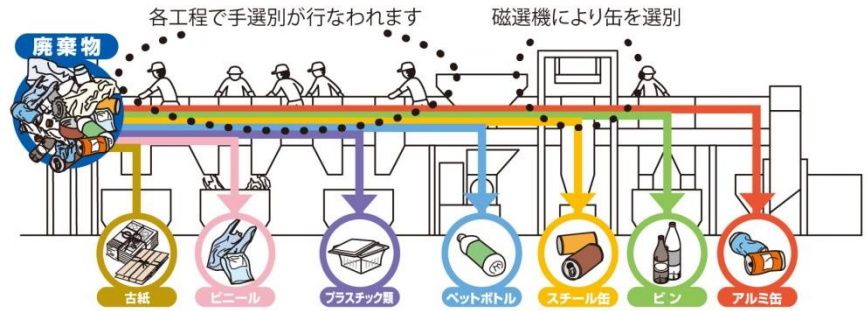 各工程で手選別が行なわれます
磁選機により缶を選別
廃棄物
古紙
ビニール
プラスチック類
ペットボトル
スチール缶
ビン
アルミ缶